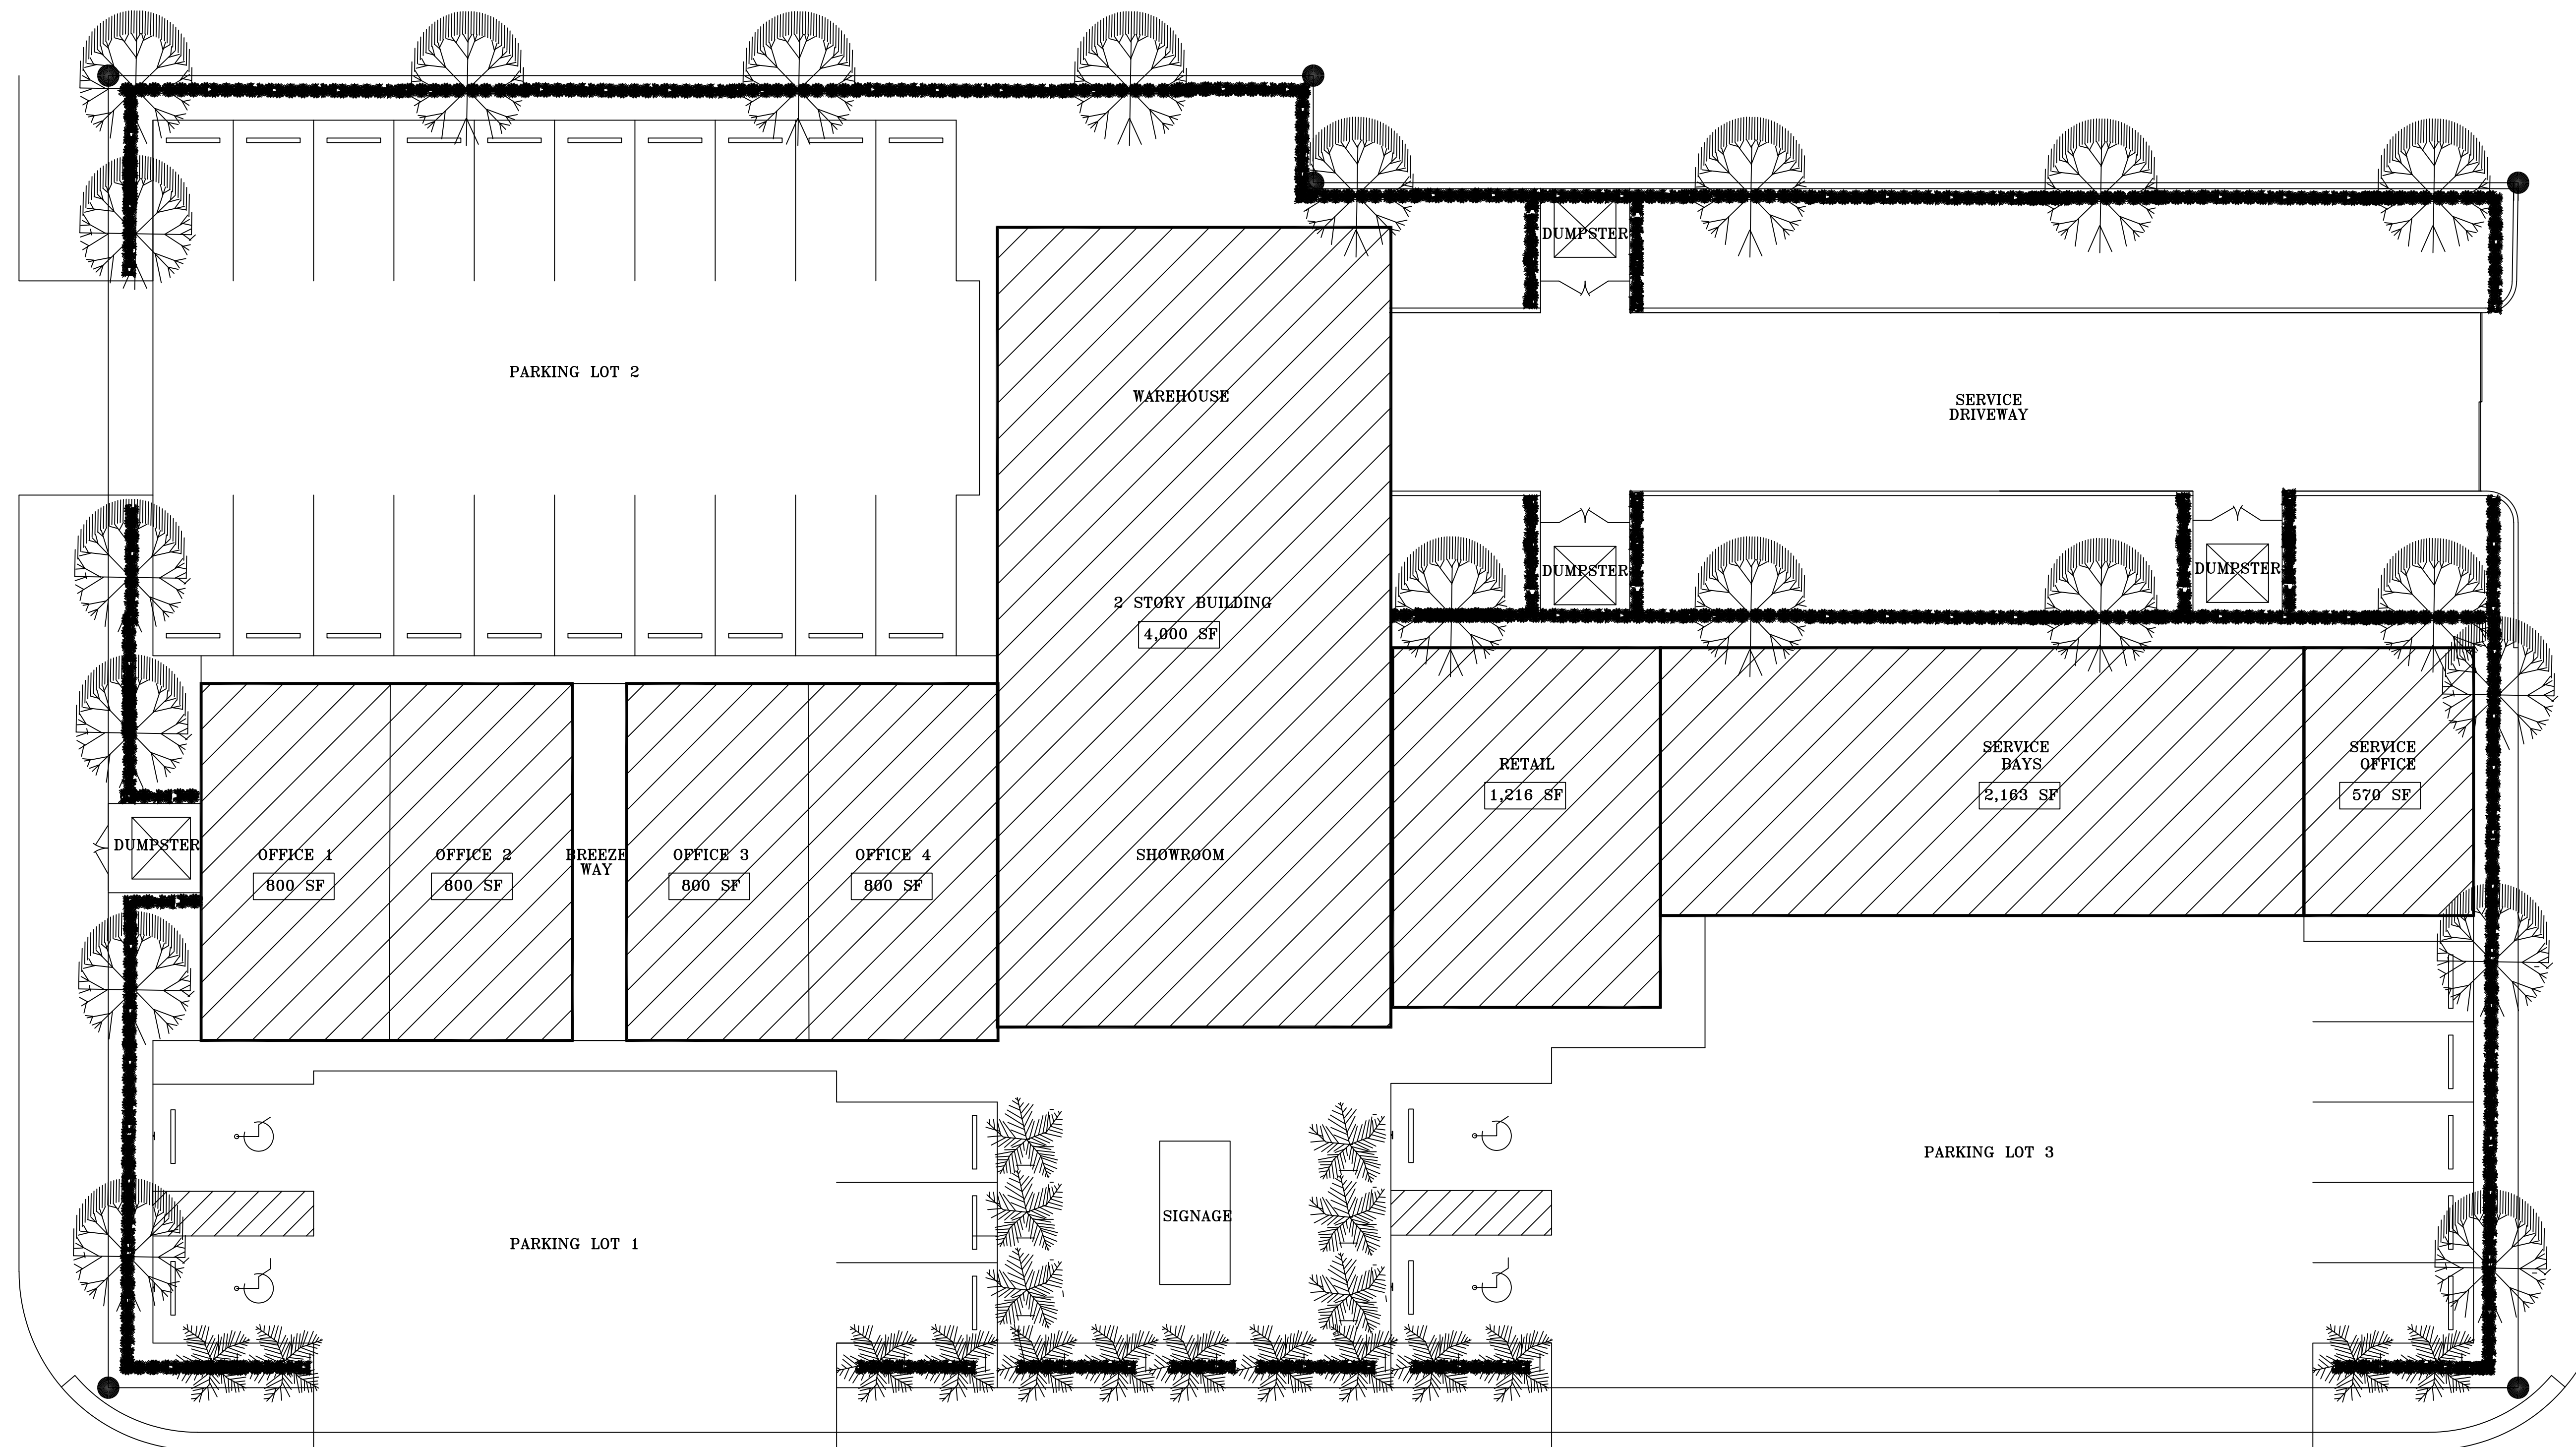 DUMPSTER
PARKING LOT 2
WAREHOUSE
SERVICE
DRIVEWAY
DUMPSTER
DUMPSTER
2 STORY BUILDING
4,000 SF
RETAIL
1,216 SF
SERVICE
BAYS
2,163 SF
SERVICE
OFFICE
570 SF
DUMPSTER
OFFICE 1
800 SF
OFFICE 2
800 SF
BREEZE
WAY
OFFICE 3
800 SF
OFFICE 4
800 SF
SHOWROOM
PARKING LOT 1
SIGNAGE
PARKING LOT 3